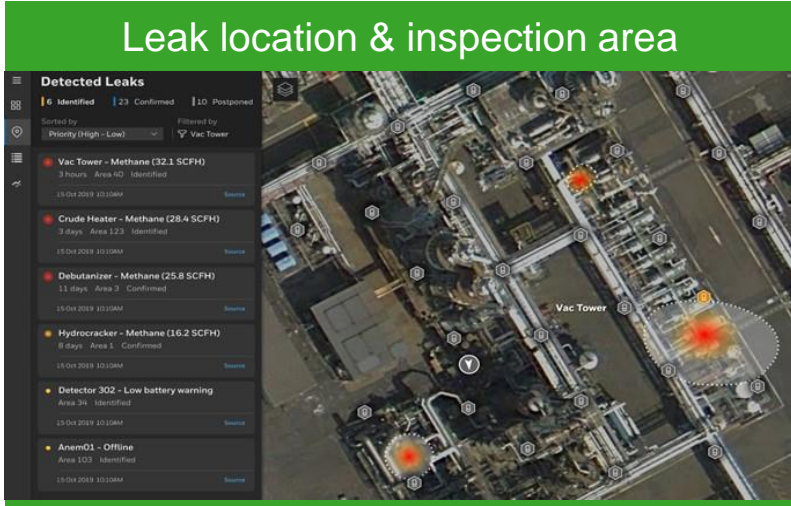 Leak location & inspection area
Detected Leaks
6 Identified 23 Confirmed 10 Postponed
Sorted by Filtered by
Priority (High - Low) Vac Tower
Vac Tower - Methane (32.1 SCFH)
3 hours Area 40 Identified
15 Oct 2019 10:10AM Source
Crude Heater - Methane (28.4 SCFH)
3 days Area 123 Identified
15 Oct 2019 10:10AM Source
Debutanizer - Methane (25.8 SCFH)
11 days Area 3 Confirmed
15 Oct 2019 10:10AM Source
Hydrocracker - Methane (16.2 SCFH)
8 days Area 1 Confirmed
15 Oct 2019 10:10AM Source
Detector 302 - Low battery warning
Area 34 Identified
15 Oct 2019 10:10AM Source
Anem01 - Offline
Area 103 Identified
15 Oct 2019 10:10AM Source
Vac Tower